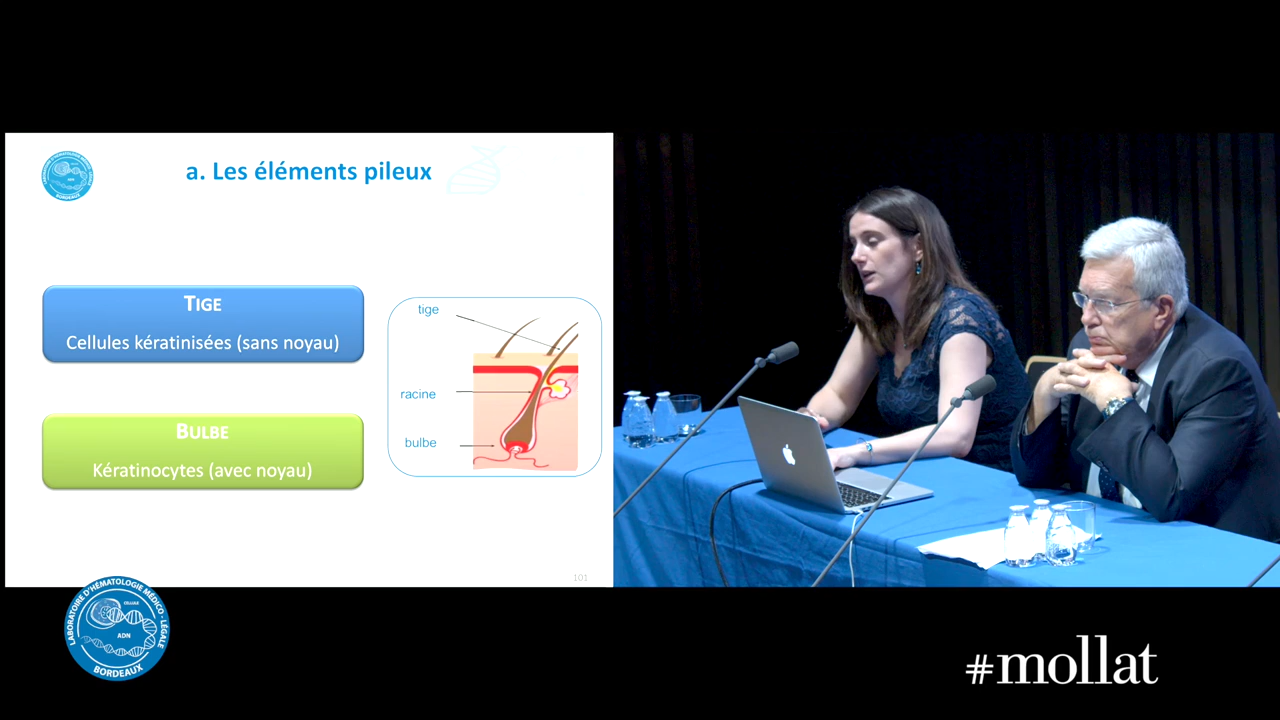 a. Les éléments pileux
TIGE
Cellules kératinisées (sans noyau)
BULBE
Kératinocytes (avec noyau)
tige
racine
bulbe
101
LABORATOIRE D'HÉMATOLOGIE MÉDICO - LÉGALE
CELLULE
ADN
BORDEAUX
#mollat